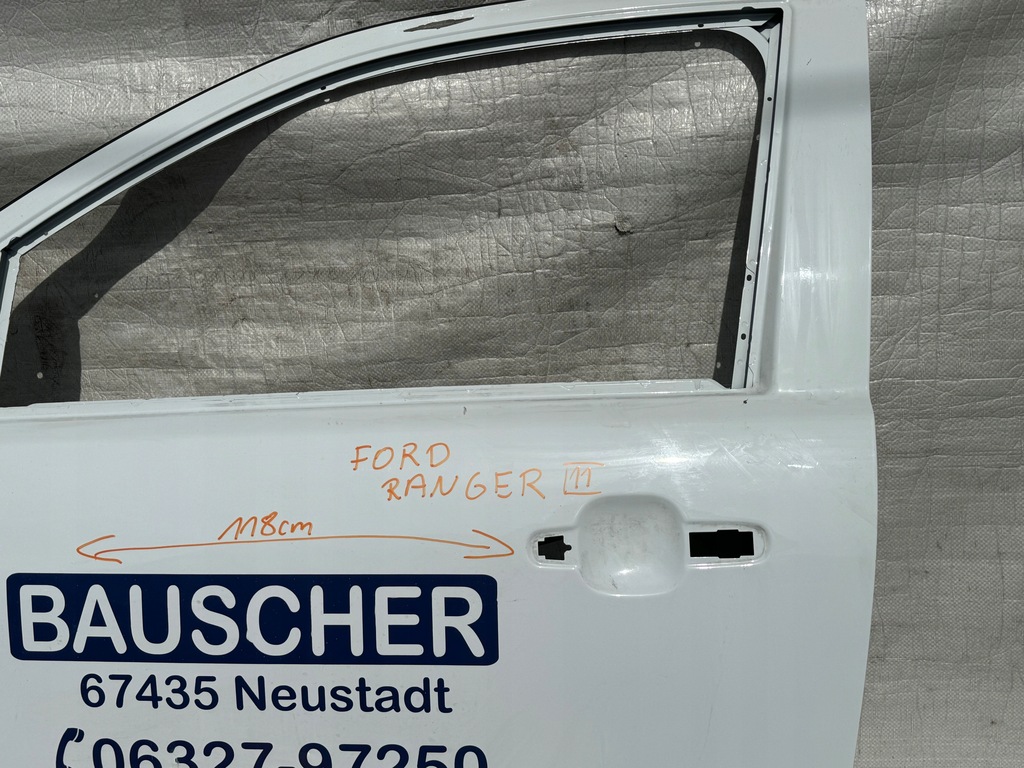 FORD
RANGER III
118cm
BAUSCHER
67435 Neustadt
06327-97250